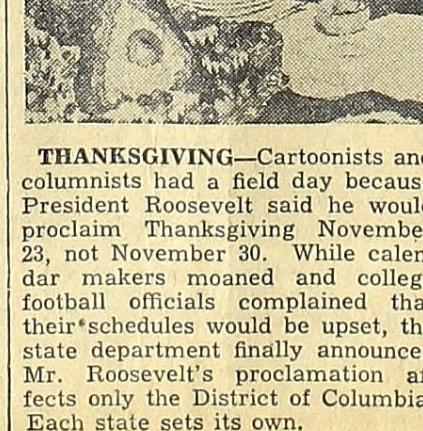 THANKSGIVING—Cartoonists an
columnists had a field day becaus
President Roosevelt said he woul
proclaim Thanksgiving Novembe
23, not November 30. While calen
dar makers moaned and colleg
football officials complained tha
their schedules would be upset, th
state department finally announce
Mr. Roosevelt's proclamation af
fects only the District of Columbia
Each state sets its own.